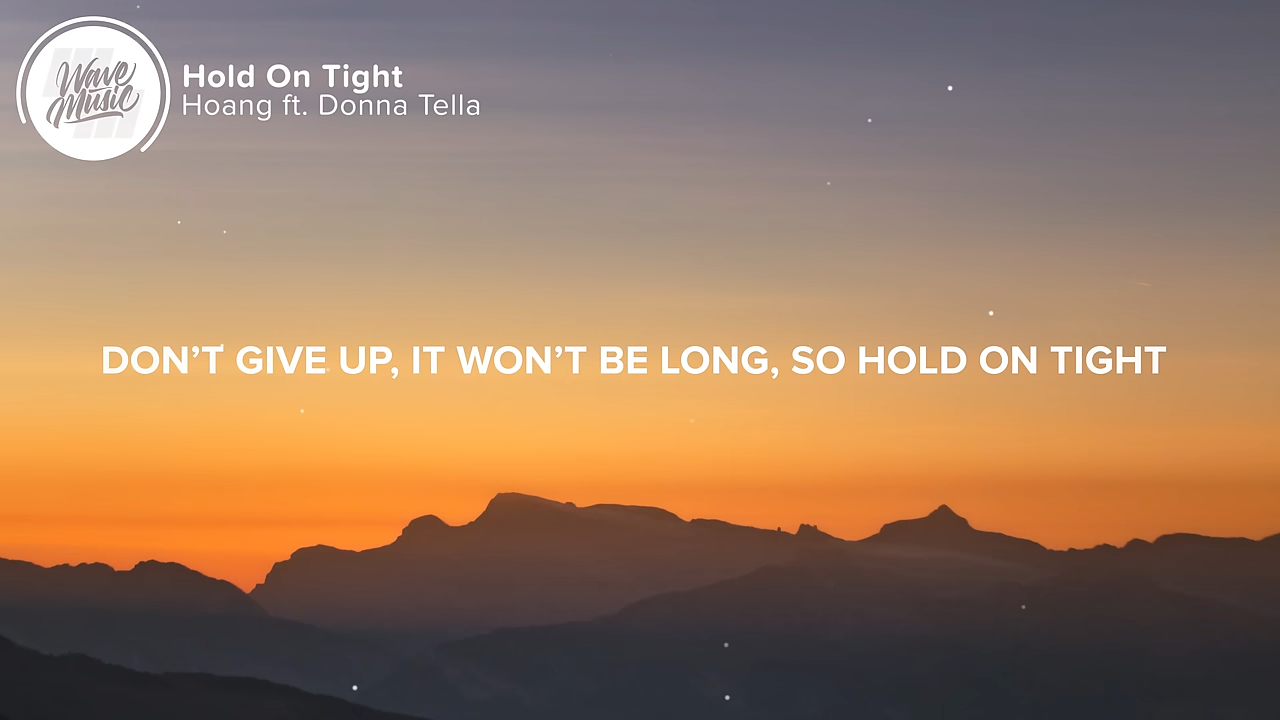 Wave
Music
Hold On Tight
Hoang ft. Donna Tella
DON’T GIVE UP, IT WON’T BE LONG, SO HOLD ON TIGHT